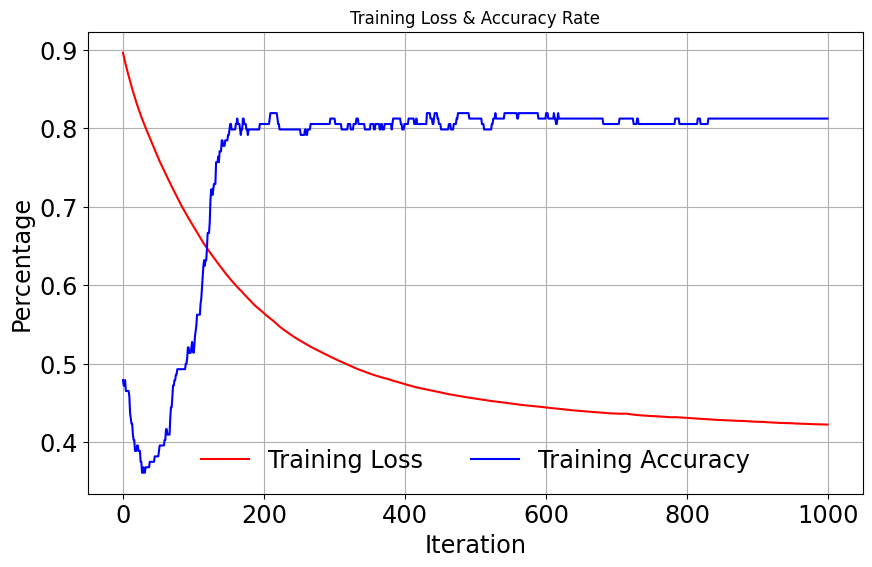 Training Loss & Accuracy Rate
0.9
0.8
0.7
0.6
0.5
0.4
Percentage
Training Loss
Training Accuracy
0 200 400 600 800 1000
Iteration